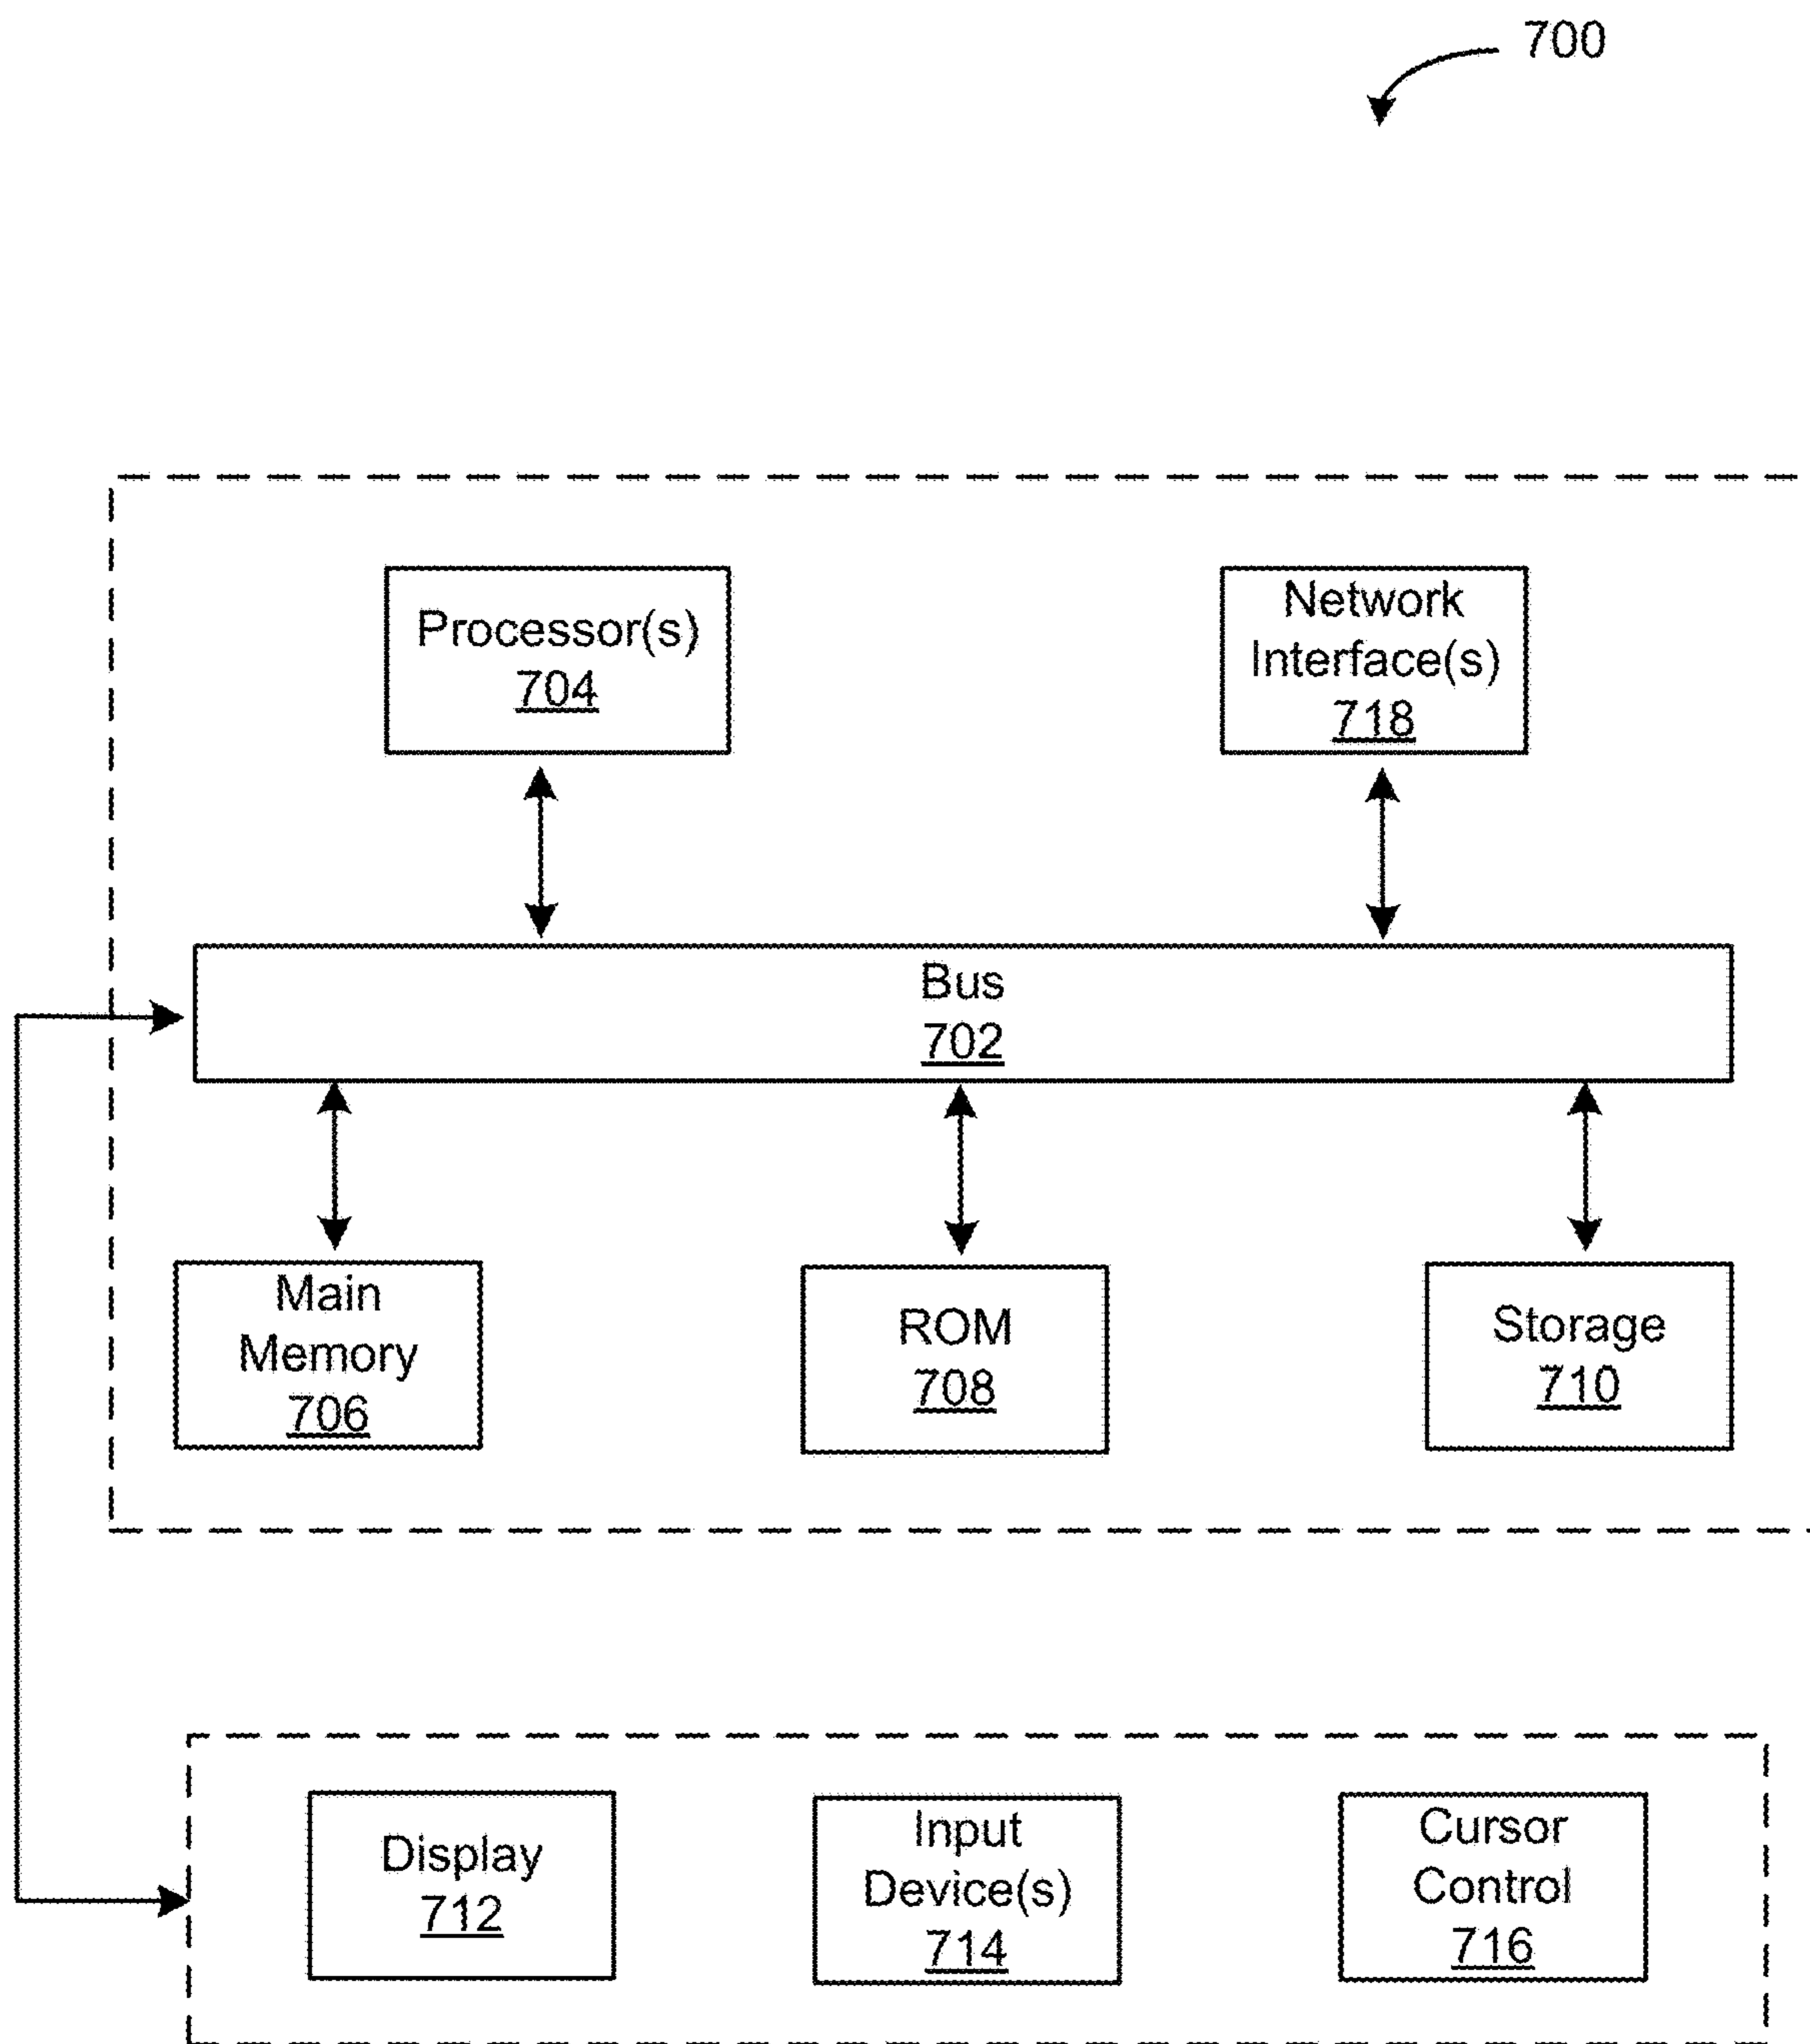 700
Processor(s)
704
Network
Interface(s)
718
Bus
702
Main
Memory
706
ROM
708
Storage
710
Display
712
Input
Device(s)
714
Cursor
Control
716